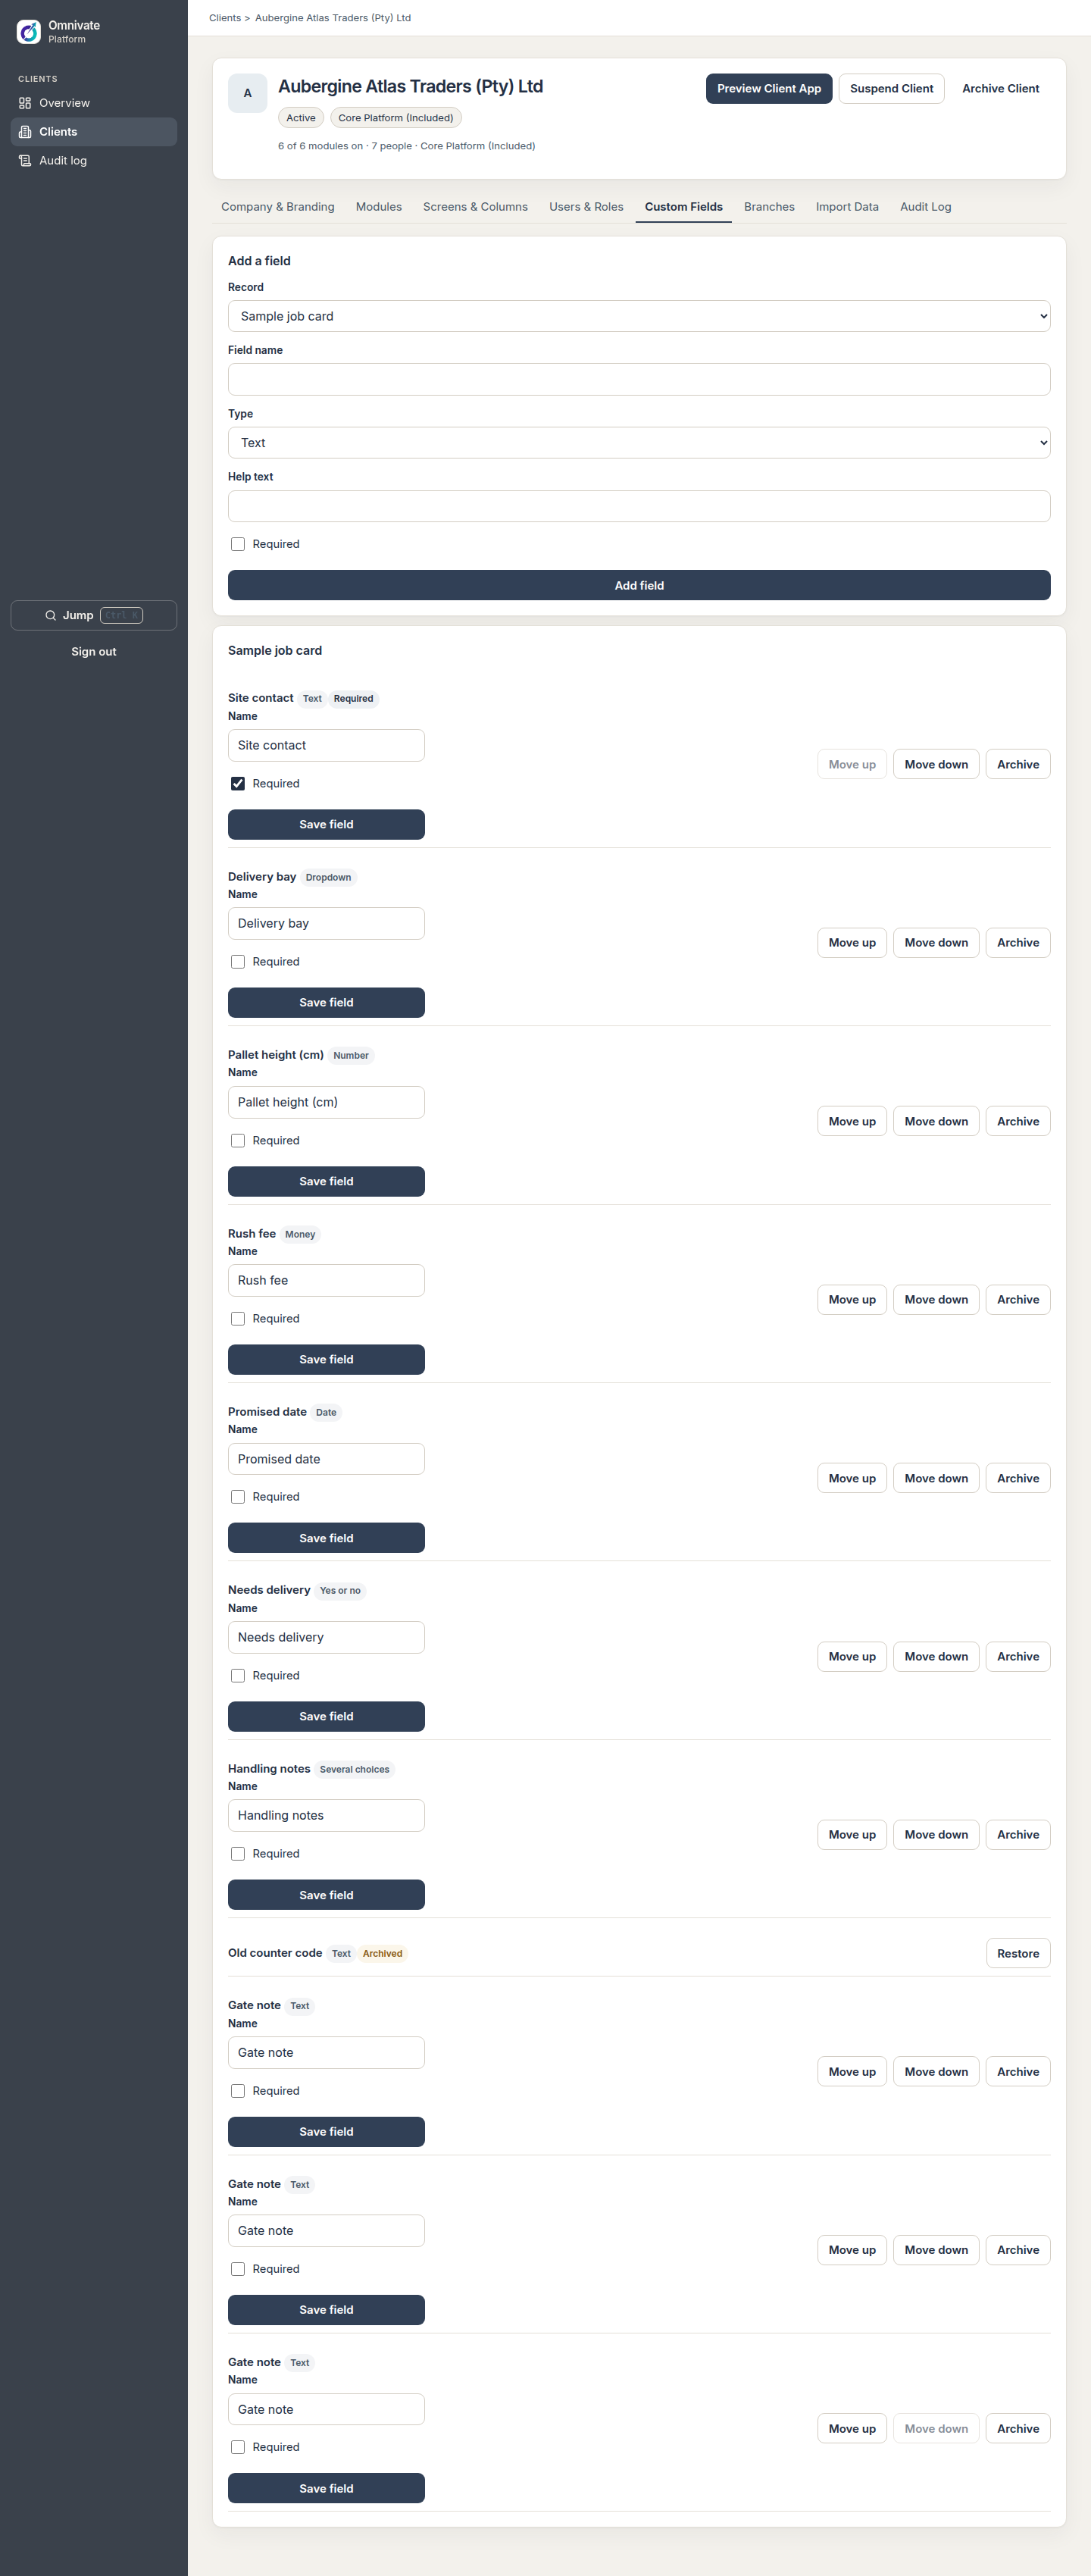 Omnivate
Platform
CLIENTS
Overview
Clients
Audit log
Jump Ctrl K
Sign out
Clients > Aubergine Atlas Traders (Pty) Ltd
A
Aubergine Atlas Traders (Pty) Ltd
Preview Client App Suspend Client Archive Client
Active Core Platform (Included)
6 of 6 modules on · 7 people · Core Platform (Included)
Company & Branding Modules Screens & Columns Users & Roles Custom Fields Branches Import Data Audit Log
Add a field
Record
Sample job card
Field name
Type
Text
Help text
Required
Add field
Sample job card
Site contact Text Required
Name
Site contact
Move up Move down Archive
Required
Save field
Delivery bay Dropdown
Name
Delivery bay
Move up Move down Archive
Required
Save field
Pallet height (cm) Number
Name
Pallet height (cm)
Move up Move down Archive
Required
Save field
Rush fee Money
Name
Rush fee
Move up Move down Archive
Required
Save field
Promised date Date
Name
Promised date
Move up Move down Archive
Required
Save field
Needs delivery Yes or no
Name
Needs delivery
Move up Move down Archive
Required
Save field
Handling notes Several choices
Name
Handling notes
Move up Move down Archive
Required
Save field
Old counter code Text Archived Restore
Gate note Text
Name
Gate note
Move up Move down Archive
Required
Save field
Gate note Text
Name
Gate note
Move up Move down Archive
Required
Save field
Gate note Text
Name
Gate note
Move up Move down Archive
Required
Save field